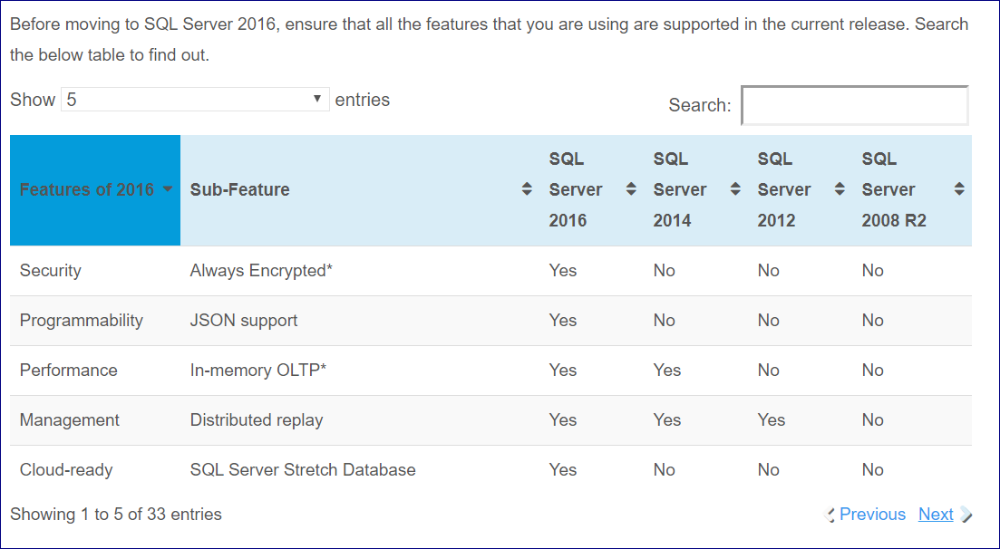 Before moving to SQL Server 2016, ensure that all the features that you are using are supported in the current release. Search
the below table to find out.
Show 5 entries
Search:
Features of 2016 Sub-Feature SQL Server 2016 SQL Server 2014 SQL Server 2012 SQL Server 2008 R2
Security Always Encrypted* Yes No No No
Programmability JSON support Yes No No No
Performance In-memory OLTP* Yes Yes No No
Management Distributed replay Yes Yes Yes No
Cloud-ready SQL Server Stretch Database Yes No No No
Showing 1 to 5 of 33 entries Previous Next